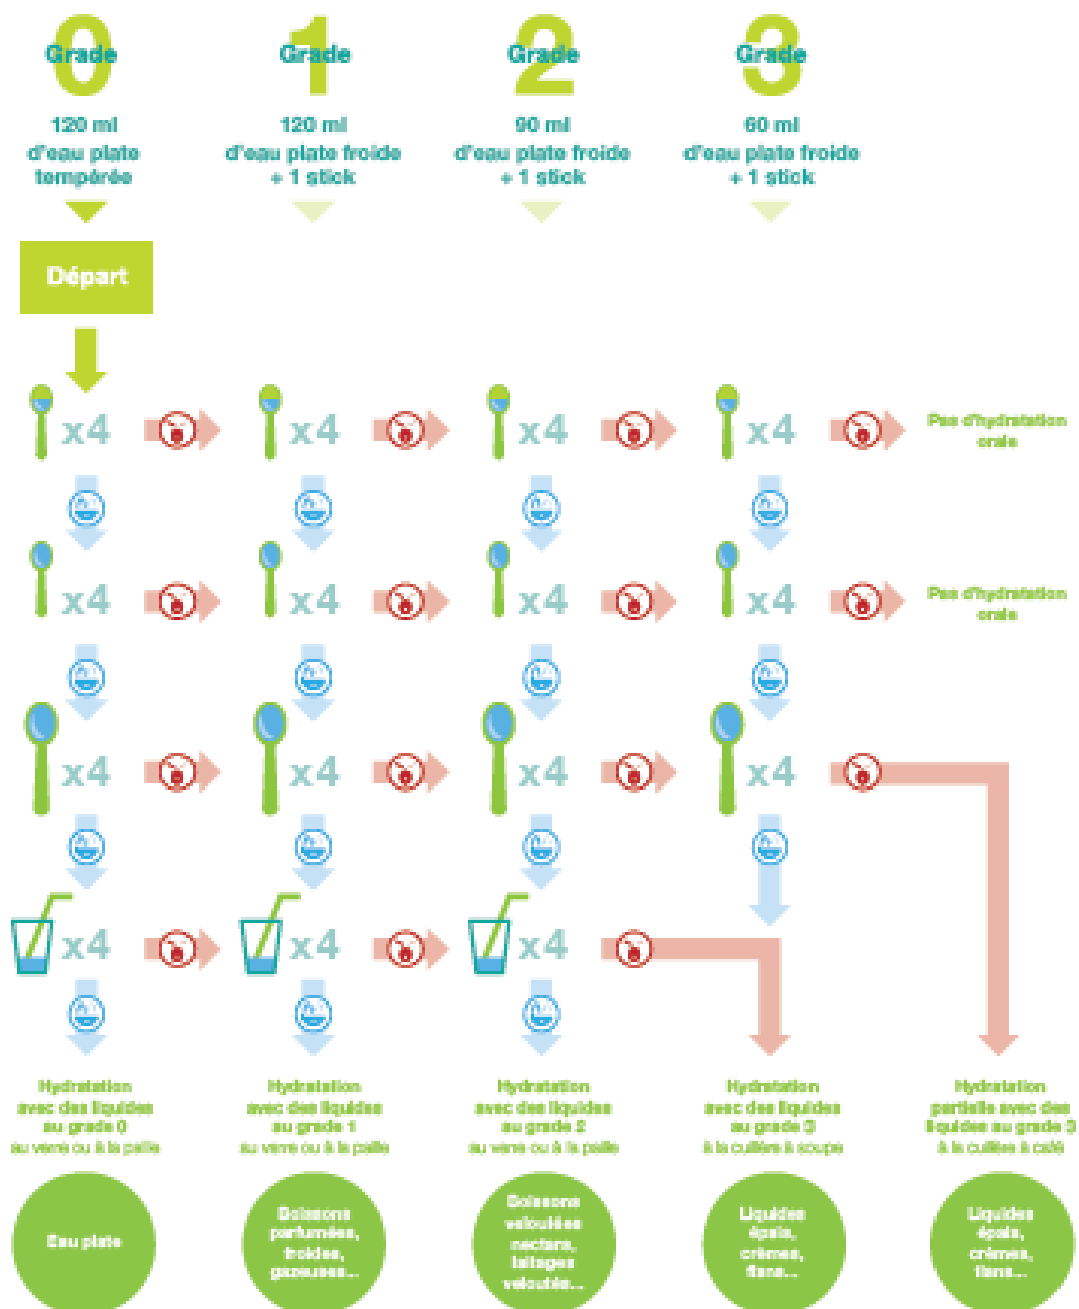 0
Grade
120 ml
d'eau plate
tempérée
1
Grade
120 ml
d'eau plate froide
+ 1 stick
2
Grade
90 ml
d'eau plate froide
+ 1 stick
3
Grade
60 ml
d'eau plate froide
+ 1 stick
Départ
x4
x4
x4
x4
Pas d'hydratation
orale
x4
x4
x4
x4
Pas d'hydratation
orale
x4
x4
x4
x4
x4
x4
x4
Hydratation
avec des liquides
au grade 0
au verre ou à la paille
Hydratation
avec des liquides
au grade 1
au verre ou à la paille
Hydratation
avec des liquides
au grade 2
au verre ou à la paille
Hydratation
avec des liquides
au grade 3
à la cuillère à soupe
Hydratation
partielle avec des
liquides au grade 3
à la cuillère à café
Eau plate
Boissons
parfumées,
froides,
gazeuses...
Boissons
veloutées
nectars,
laitages
veloutés...
Liquides
épais,
crèmes,
flans...
Liquides
épais,
crèmes,
flans...